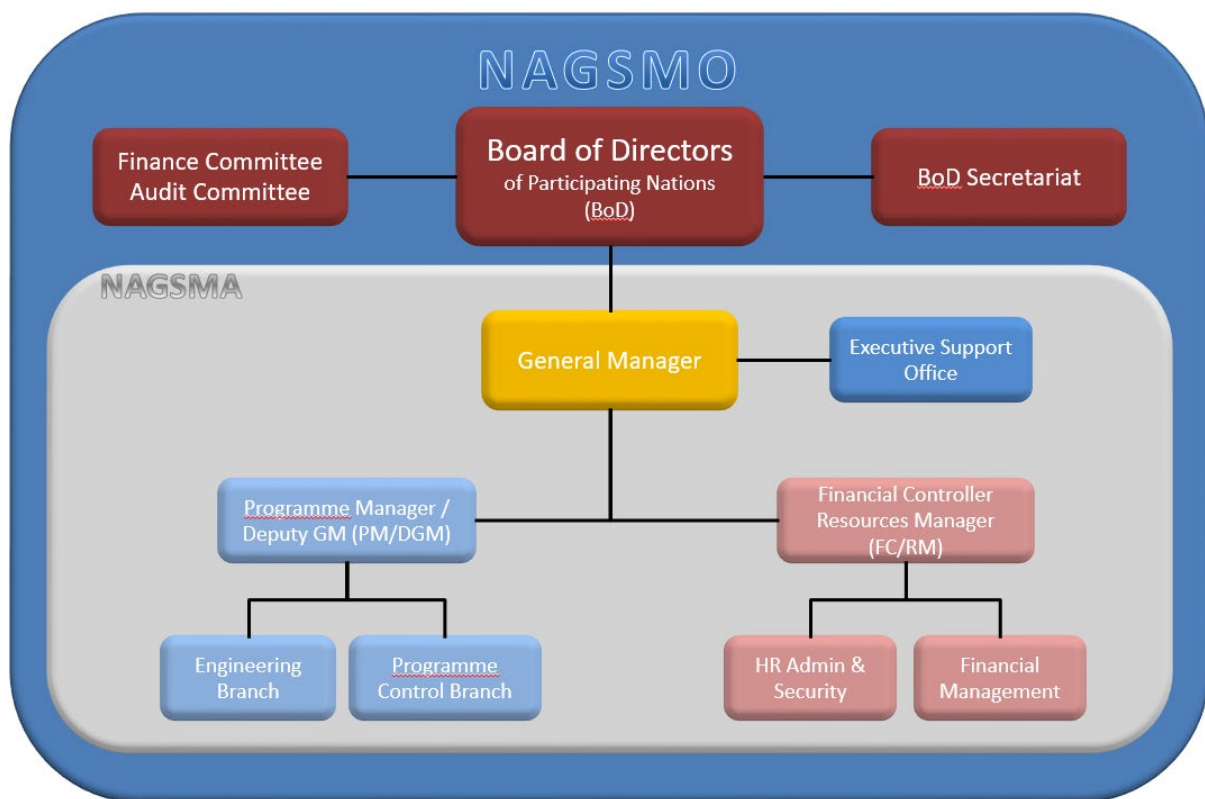 NAGSMO
Finance Committee
Audit Committee
Board of Directors
of Participating Nations
(BoD)
BoD Secretariat
NAGSMA
General Manager
Executive Support
Office
Programme Manager /
Deputy GM (PM/DGM)
Financial Controller
Resources Manager
(FC/RM)
Engineering
Branch
Programme
Control Branch
HR Admin &
Security
Financial
Management